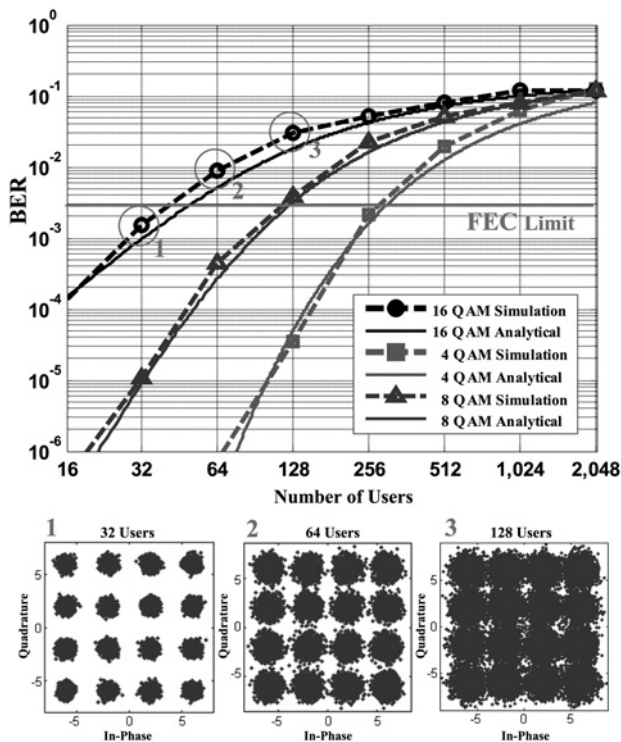 10^0
10^-1
10^-2
10^-3
10^-4
10^-5
10^-6
BER
1
2
3
FEC Limit
16 QAM Simulation
16 QAM Analytical
4 QAM Simulation
4 QAM Analytical
8 QAM Simulation
8 QAM Analytical
16 32 64 128 256 512 1,024 2,048
Number of Users
1 32 Users
Quadrature
5
0
-5
-5 0 5
In-Phase
2 64 Users
Quadrature
5
0
-5
-5 0 5
In-Phase
3 128 Users
Quadrature
5
0
-5
-5 0 5
In-Phase